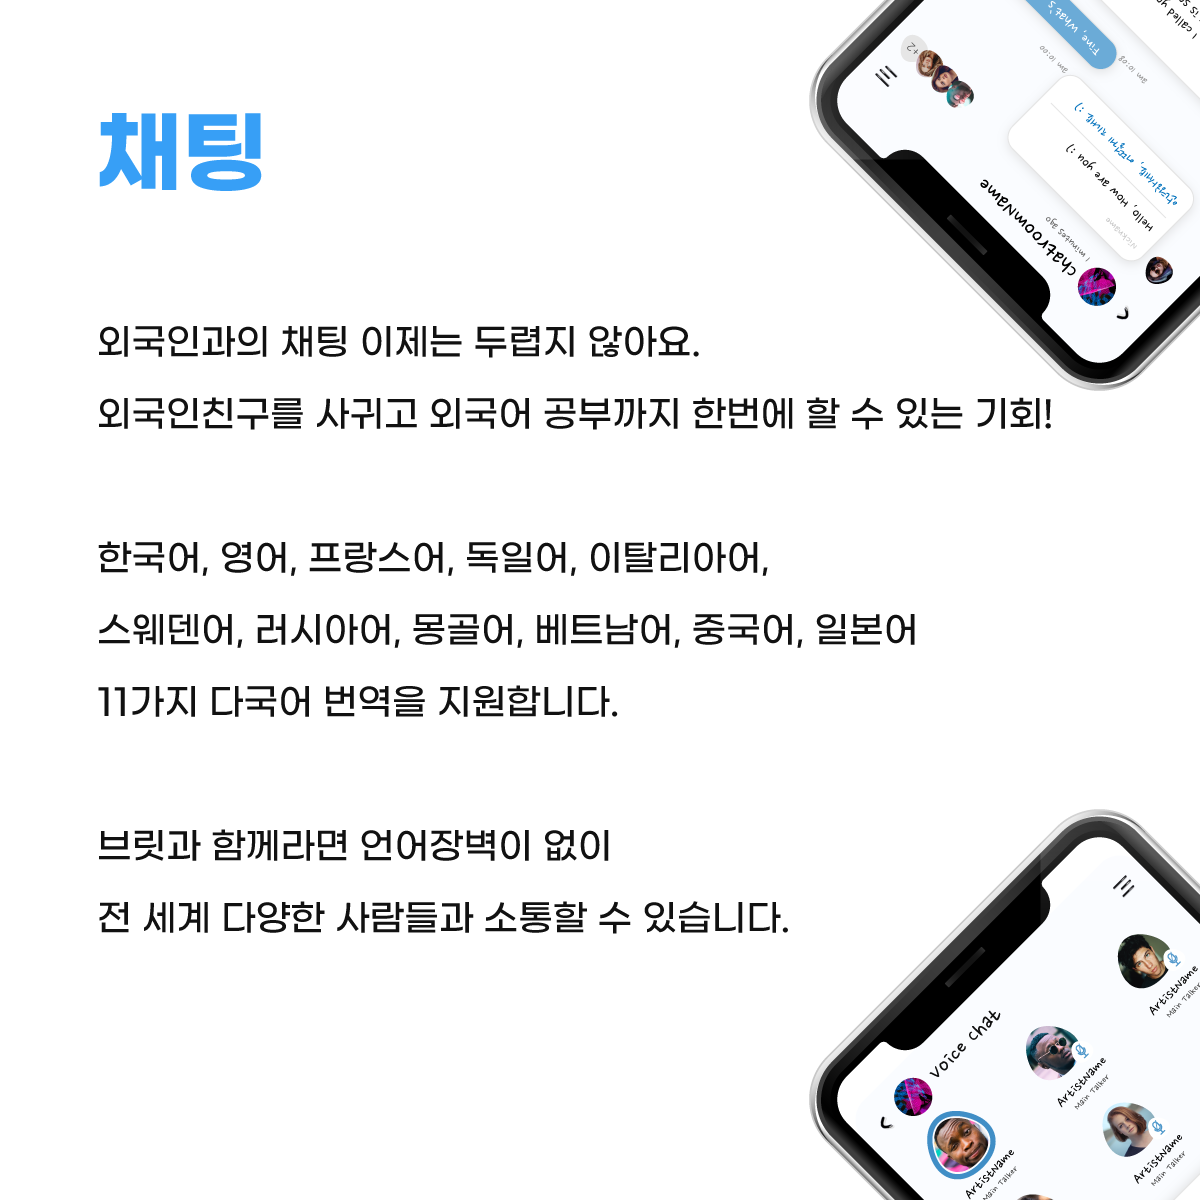 채팅
외국인과의 채팅 이제는 두렵지 않아요.
외국인친구를 사귀고 외국어 공부까지 한번에 할 수 있는 기회!
한국어, 영어, 프랑스어, 독일어, 이탈리아어,
스웨덴어, 러시아어, 몽골어, 베트남어, 중국어, 일본어
11가지 다국어 번역을 지원합니다.
브릿과 함께라면 언어장벽이 없이
전 세계 다양한 사람들과 소통할 수 있습니다.
chatroomName
1 minutes ago
+2
Nickname
Hello, How are you :)
안녕하세요, 어떻게 지내요 :)
am 10:00
Fine, What's
am 10:08
I called yo
voice chat
ArtistName
Main Talker
ArtistName
Main Talker
ArtistName
Main Talker
ArtistName
Main Talker